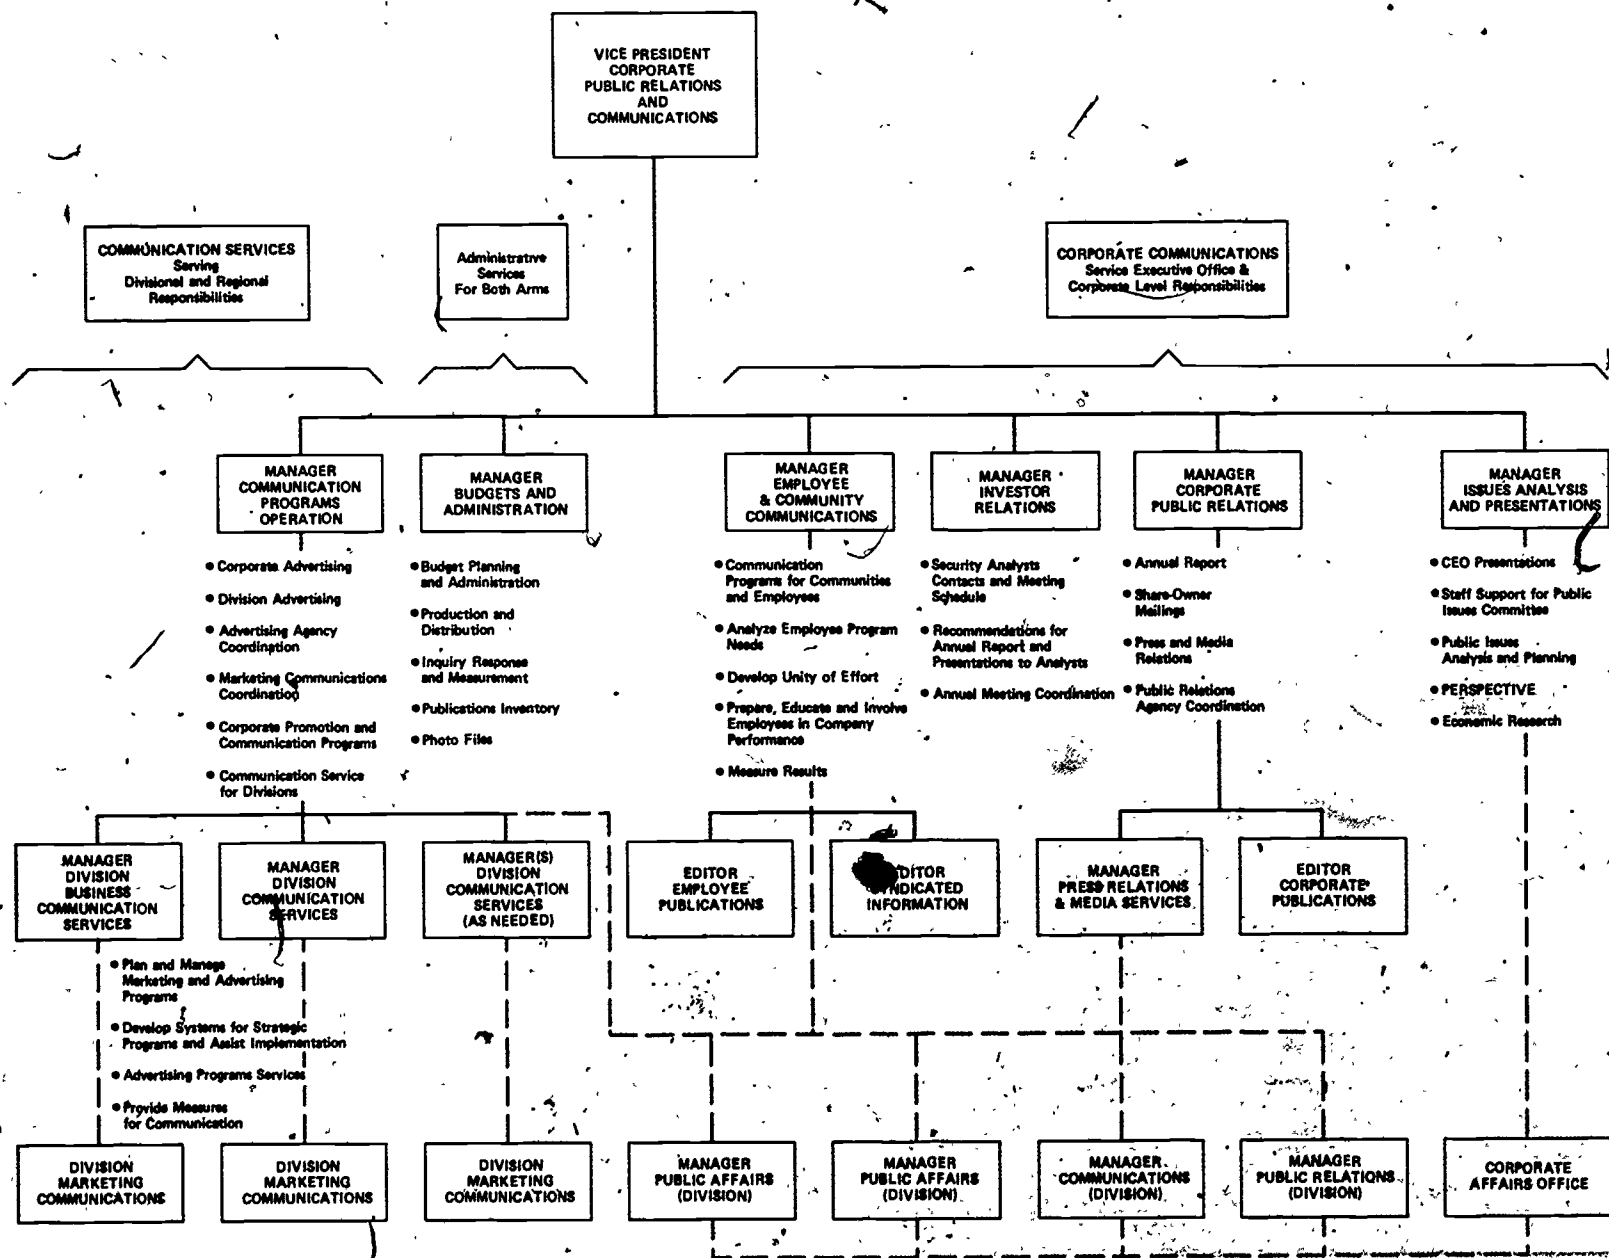 VICE PRESIDENT
CORPORATE
PUBLIC RELATIONS
AND
COMMUNICATIONS
COMMUNICATION SERVICES
Serving
Divisional and Regional
Responsibilities
Administrative
Services
For Both Arms
CORPORATE COMMUNICATIONS
Service Executive Office &
Corporate Level Responsibilities
MANAGER
COMMUNICATION
PROGRAMS
OPERATION
MANAGER
BUDGETS AND
ADMINISTRATION
MANAGER
EMPLOYEE
& COMMUNITY
COMMUNICATIONS
MANAGER
INVESTOR
RELATIONS
MANAGER
CORPORATE
PUBLIC RELATIONS
MANAGER
ISSUES ANALYSIS
AND PRESENTATIONS
• Corporate Advertising
• Division Advertising
• Advertising Agency
Coordination
• Marketing Communications
Coordination
• Corporate Promotion and
Communication Programs
• Communication Service
for Divisions
• Budget Planning
and Administration
• Production and
Distribution
• Inquiry Response
and Measurement
• Publications Inventory
• Photo Files
• Communication
Programs for Communities
and Employees
• Analyze Employee Program
Needs
• Develop Unity of Effort
• Prepare, Educate and Involve
Employees in Company
Performance
• Measure Results
• Security Analysts
Contacts and Meeting
Schedule
• Recommendations for
Annual Report and
Presentations to Analysts
• Annual Meeting Coordination
• Annual Report
• Share-Owner
Mailings
• Press and Media
Relations
• Public Relations
Agency Coordination
• CEO Presentations
• Staff Support for Public
Issues Committee
• Public Issues
Analysis and Planning
• PERSPECTIVE
• Economic Research
MANAGER
DIVISION
BUSINESS
COMMUNICATION
SERVICES
MANAGER
DIVISION
COMMUNICATION
SERVICES
MANAGER(S)
DIVISION
COMMUNICATION
SERVICES
(AS NEEDED)
EDITOR
EMPLOYEE
PUBLICATIONS
EDITOR
SYNDICATED
INFORMATION
MANAGER
PRESS RELATIONS
& MEDIA SERVICES
EDITOR
CORPORATE
PUBLICATIONS
• Plan and Manage
Marketing and Advertising
Programs
• Develop Systems for Strategic
Programs and Assist Implementation
• Advertising Programs Services
• Provide Measures
for Communication
DIVISION
MARKETING
COMMUNICATIONS
DIVISION
MARKETING
COMMUNICATIONS
DIVISION
MARKETING
COMMUNICATIONS
MANAGER
PUBLIC AFFAIRS
(DIVISION)
MANAGER
PUBLIC AFFAIRS
(DIVISION)
MANAGER
COMMUNICATIONS
(DIVISION)
MANAGER
PUBLIC RELATIONS
(DIVISION)
CORPORATE
AFFAIRS OFFICE